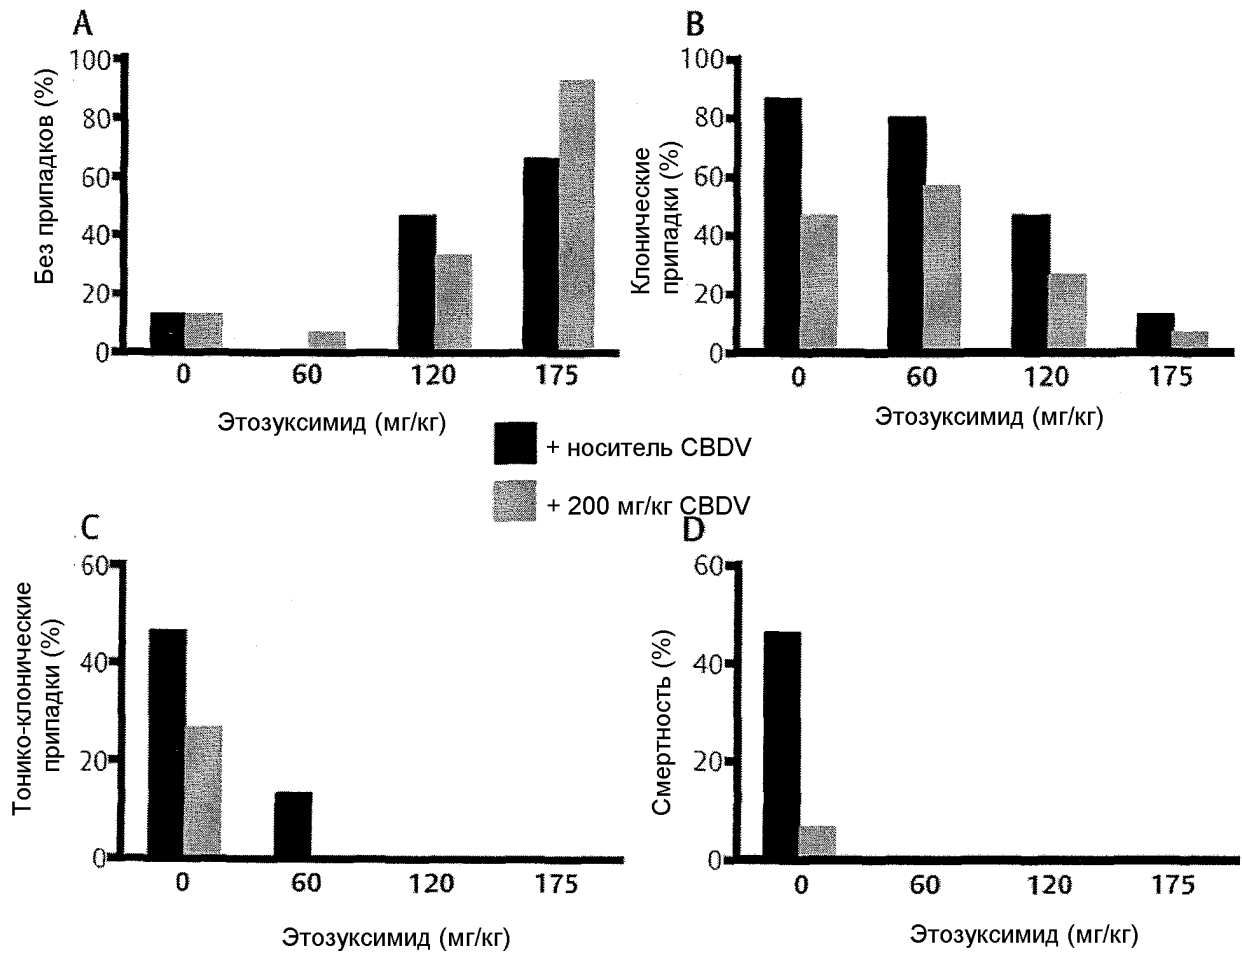 A
100
80
60
40
20
0
Без припадков (%)
0 60 120 175
Этозуксимид (мг/кг)
B
100
80
60
40
20
0
Клонические
припадки (%)
0 60 120 175
Этозуксимид (мг/кг)
+ носитель CBDV
+ 200 мг/кг CBDV
C
60
40
20
0
Тонико-клонические
припадки (%)
0 60 120 175
Этозуксимид (мг/кг)
D
60
40
20
0
Смертность (%)
0 60 120 175
Этозуксимид (мг/кг)